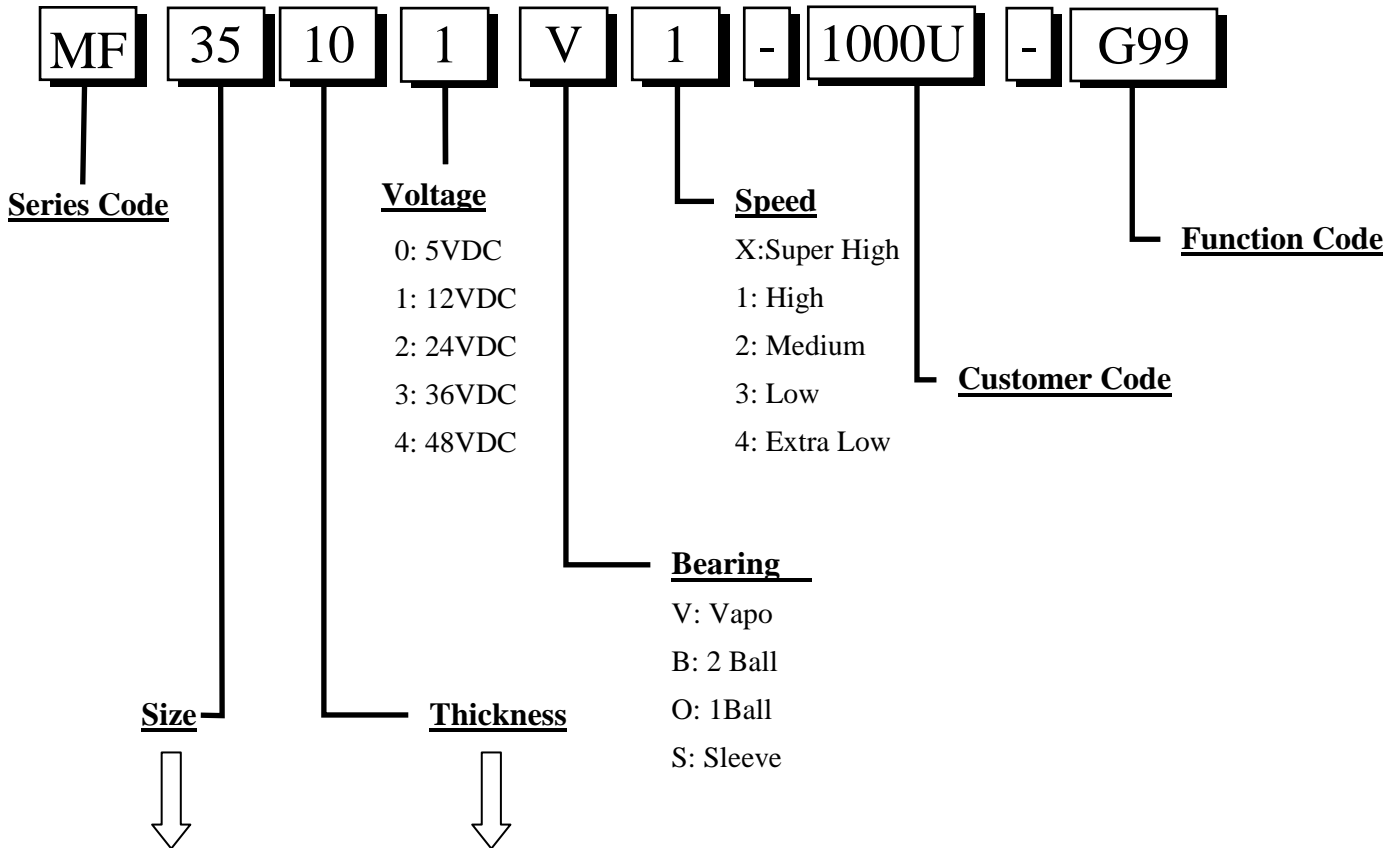 MF 35 10 1 V 1 - 1000U - G99
Series Code
Voltage
0: 5VDC
1: 12VDC
2: 24VDC
3: 36VDC
4: 48VDC
Speed
X:Super High
1: High
2: Medium
3: Low
4: Extra Low
Function Code
Customer Code
Bearing
V: Vapo
B: 2 Ball
O: 1Ball
S: Sleeve
Size
Thickness